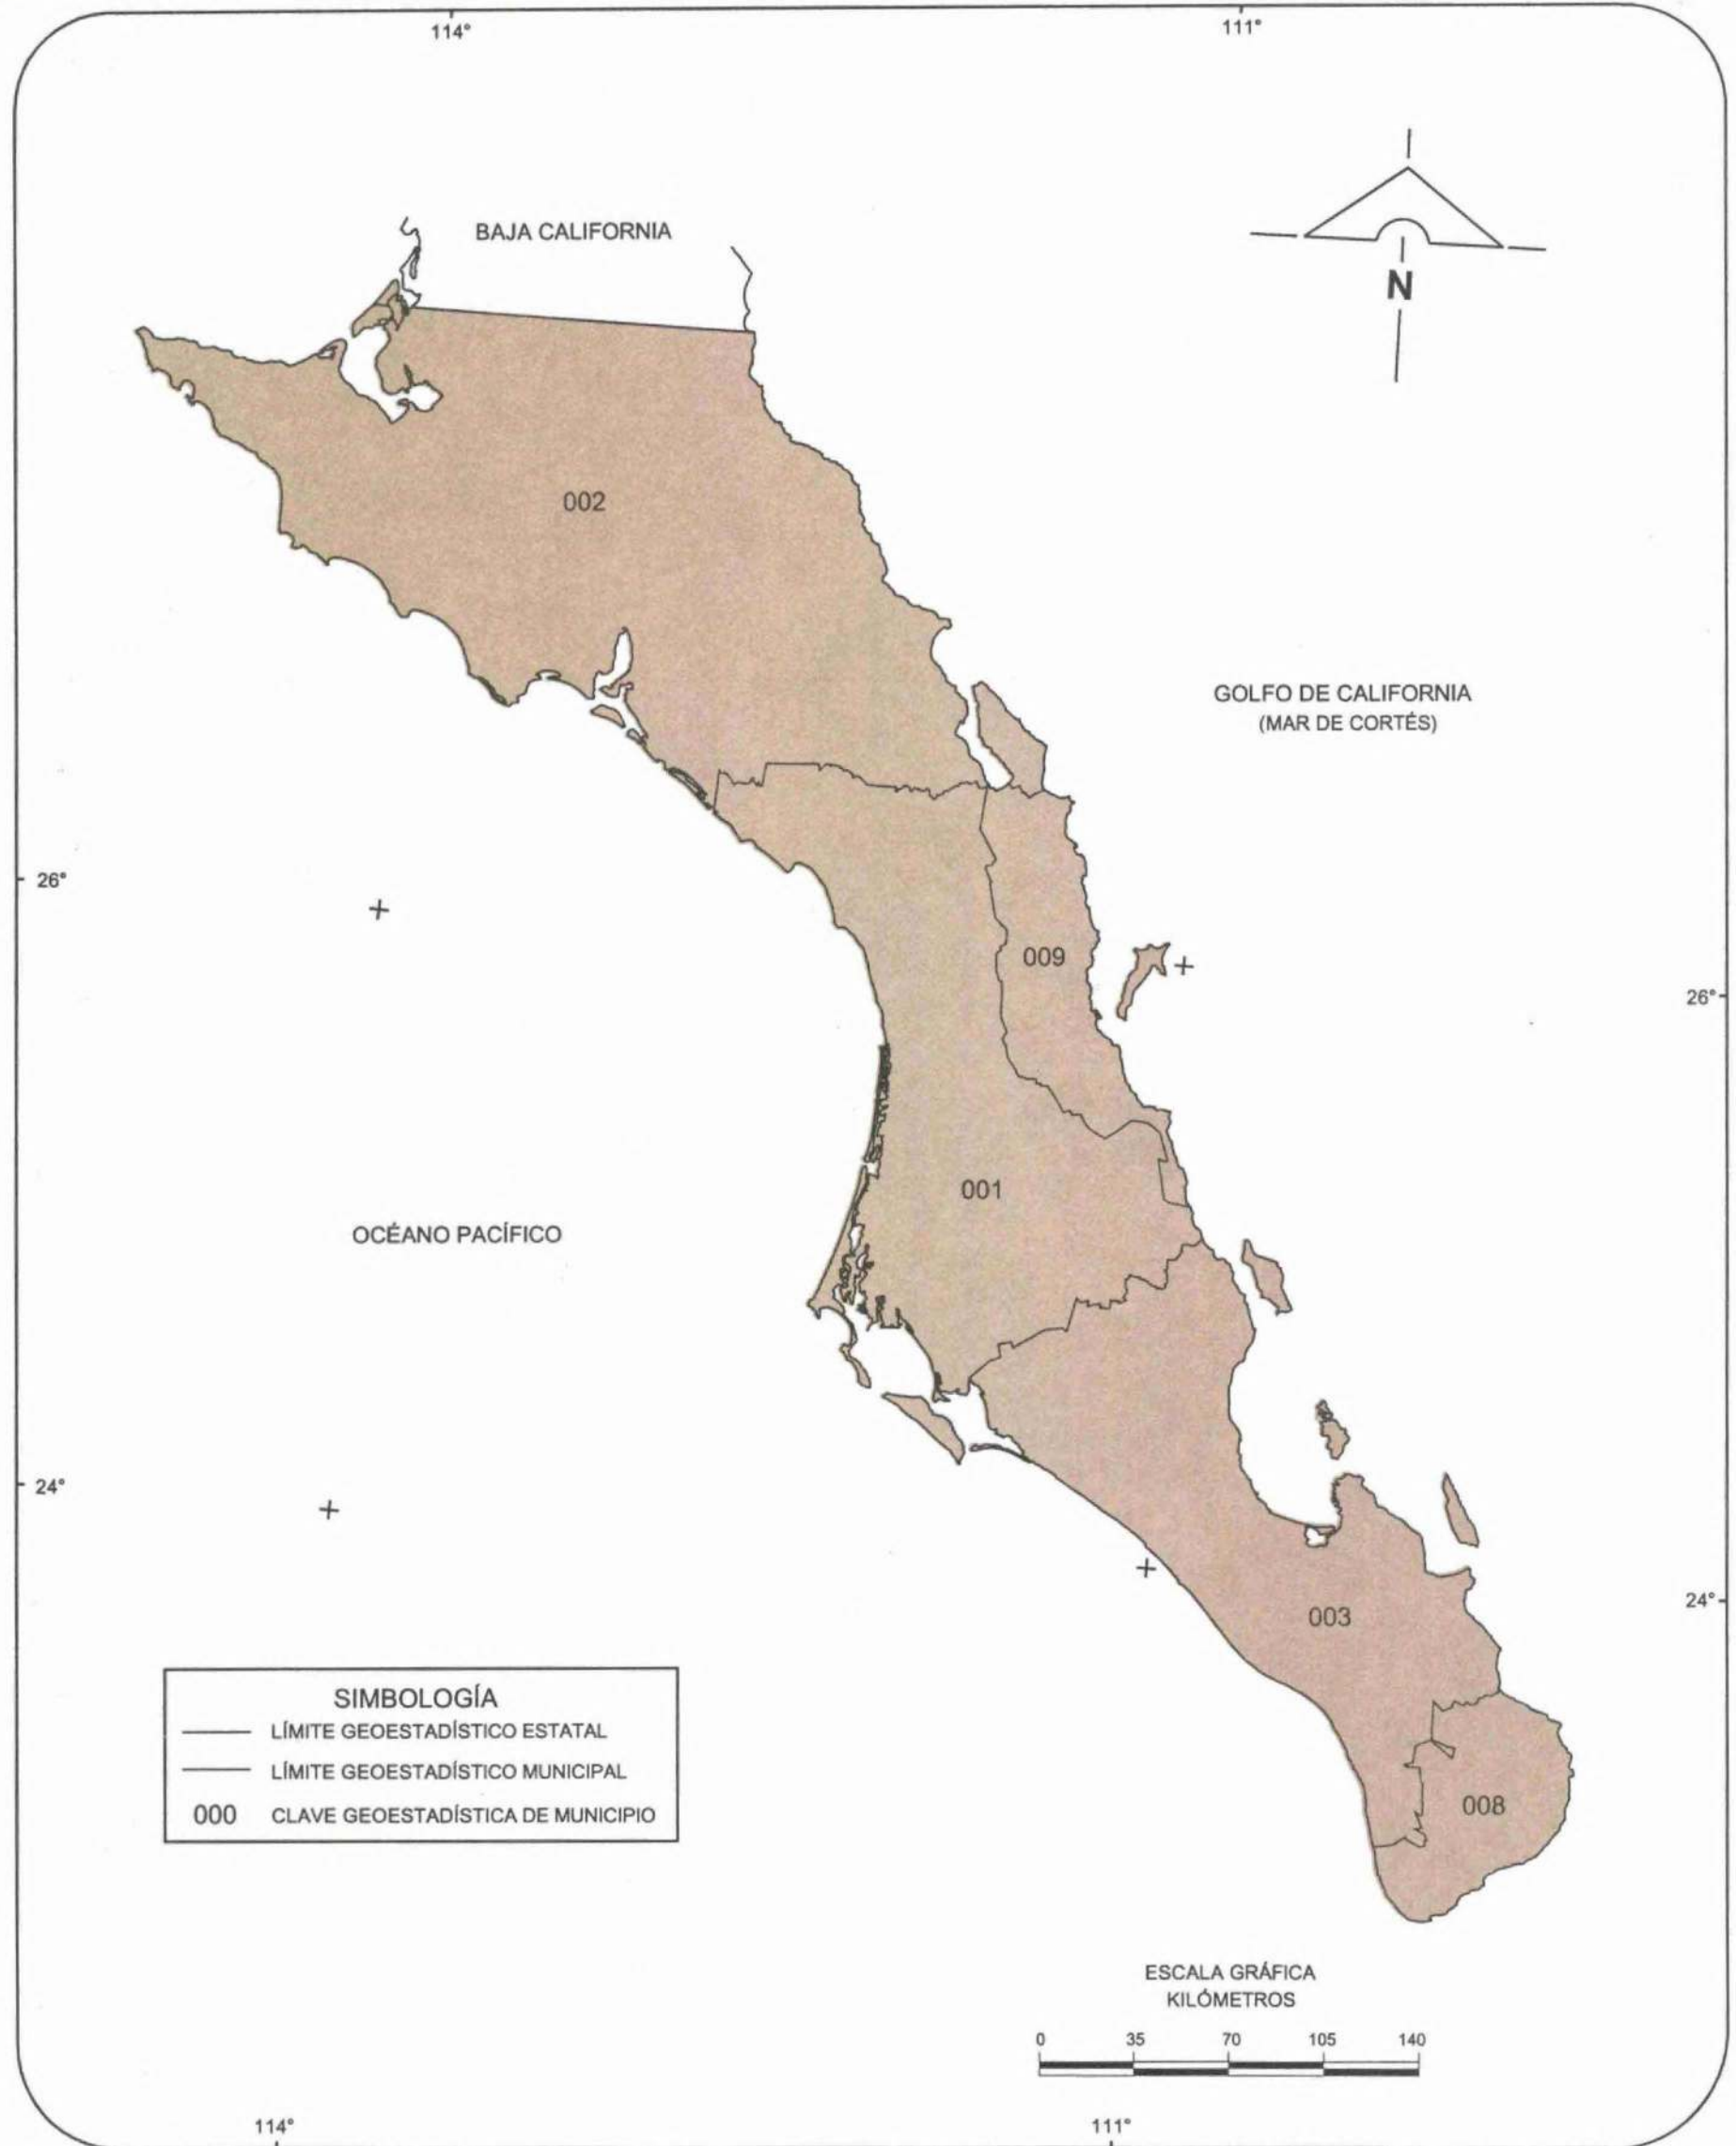 114°
111°
BAJA CALIFORNIA
N
002
GOLFO DE CALIFORNIA
(MAR DE CORTÉS)
26°
009
26°
001
OCÉANO PACÍFICO
24°
24°
003
SIMBOLOGÍA
LÍMITE GEOESTADÍSTICO ESTATAL
LÍMITE GEOESTADÍSTICO MUNICIPAL
000 CLAVE GEOESTADÍSTICA DE MUNICIPIO
008
ESCALA GRÁFICA
KILÓMETROS
0 35 70 105 140
114°
111°